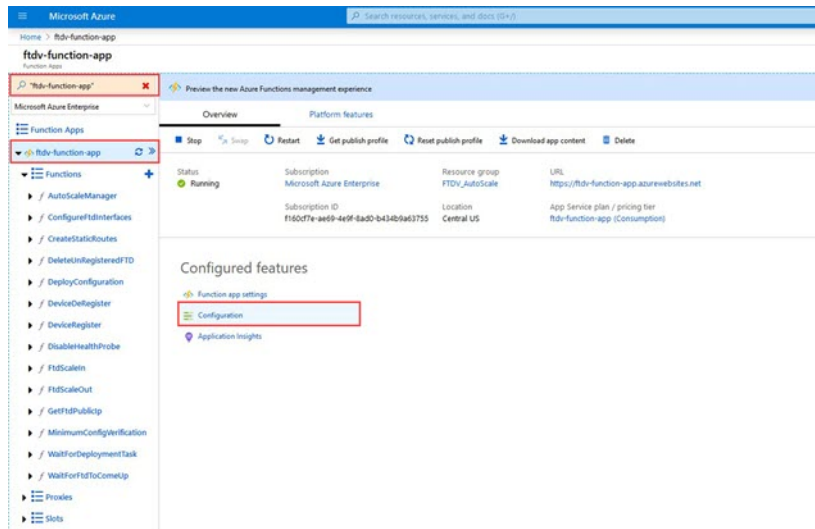 Microsoft Azure
Search resources, services, and docs (G+/)
Home > ftdv-function-app
ftdv-function-app
Function Apps
"ftdv-function-app"
Preview the new Azure Functions management experience
Microsoft Azure Enterprise
Overview Platform features
Function Apps
Stop Swap Restart Get publish profile Reset publish profile Download app content Delete
ftdv-function-app
Functions
AutoScaleManager
ConfigureFtdInterfaces
CreateStaticRoutes
DeleteUnRegisteredFTD
DeployConfiguration
DeviceDeRegister
DeviceRegister
DisableHealthProbe
FtdScaleIn
FtdScaleOut
GetFtdPublicIp
MinimumConfigVerification
WaitForDeploymentTask
WaitForFtdToComeUp
Proxies
Slots
Status
Running
Subscription
Microsoft Azure Enterprise
Subscription ID
f160cf7e-ae69-4e9f-8ad0-b434b9a63755
Resource group
FTDV_AutoScale
Location
Central US
URL
https://ftdv-function-app.azurewebsites.net
App Service plan / pricing tier
ftdv-function-app (Consumption)
Configured features
Function app settings
Configuration
Application Insights